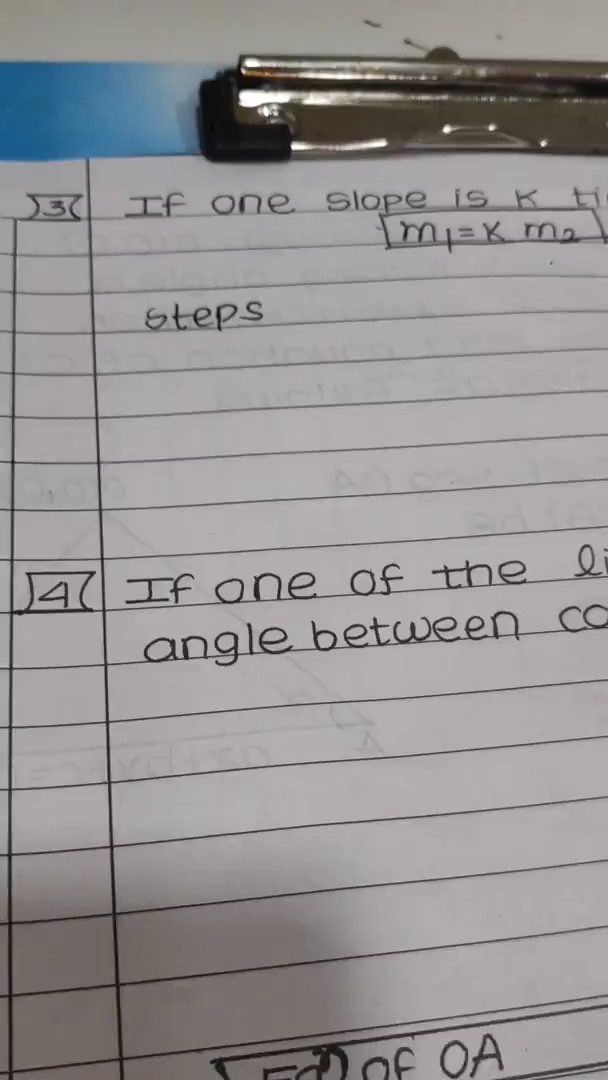 3 If one slope is K
m₁ = K m₂
steps
4 If one of the
angle between
of OA